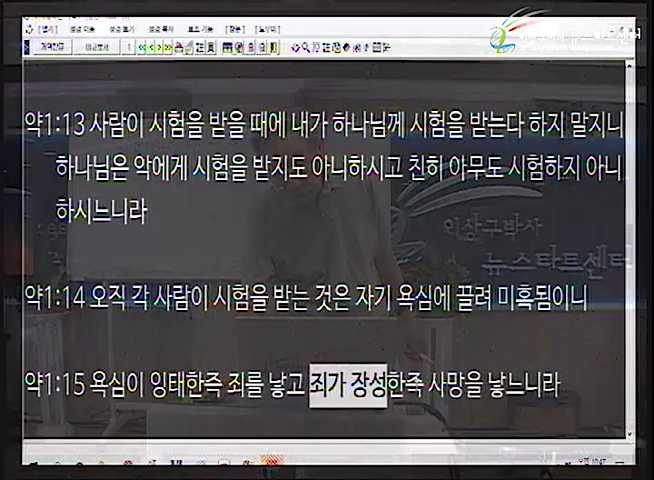 약1:13 사람이 시험을 받을 때에 내가 하나님께 시험을 받는다 하지 말지니
하나님은 악에게 시험을 받지도 아니하시고 친히 아무도 시험하지 아니
하시느니라
이상구박사
뉴스타트센터
약1:14 오직 각 사람이 시험을 받는 것은 자기 욕심에 끌려 미혹됨이니
약1:15 욕심이 잉태한즉 죄를 낳고 죄가 장성한즉 사망을 낳느니라